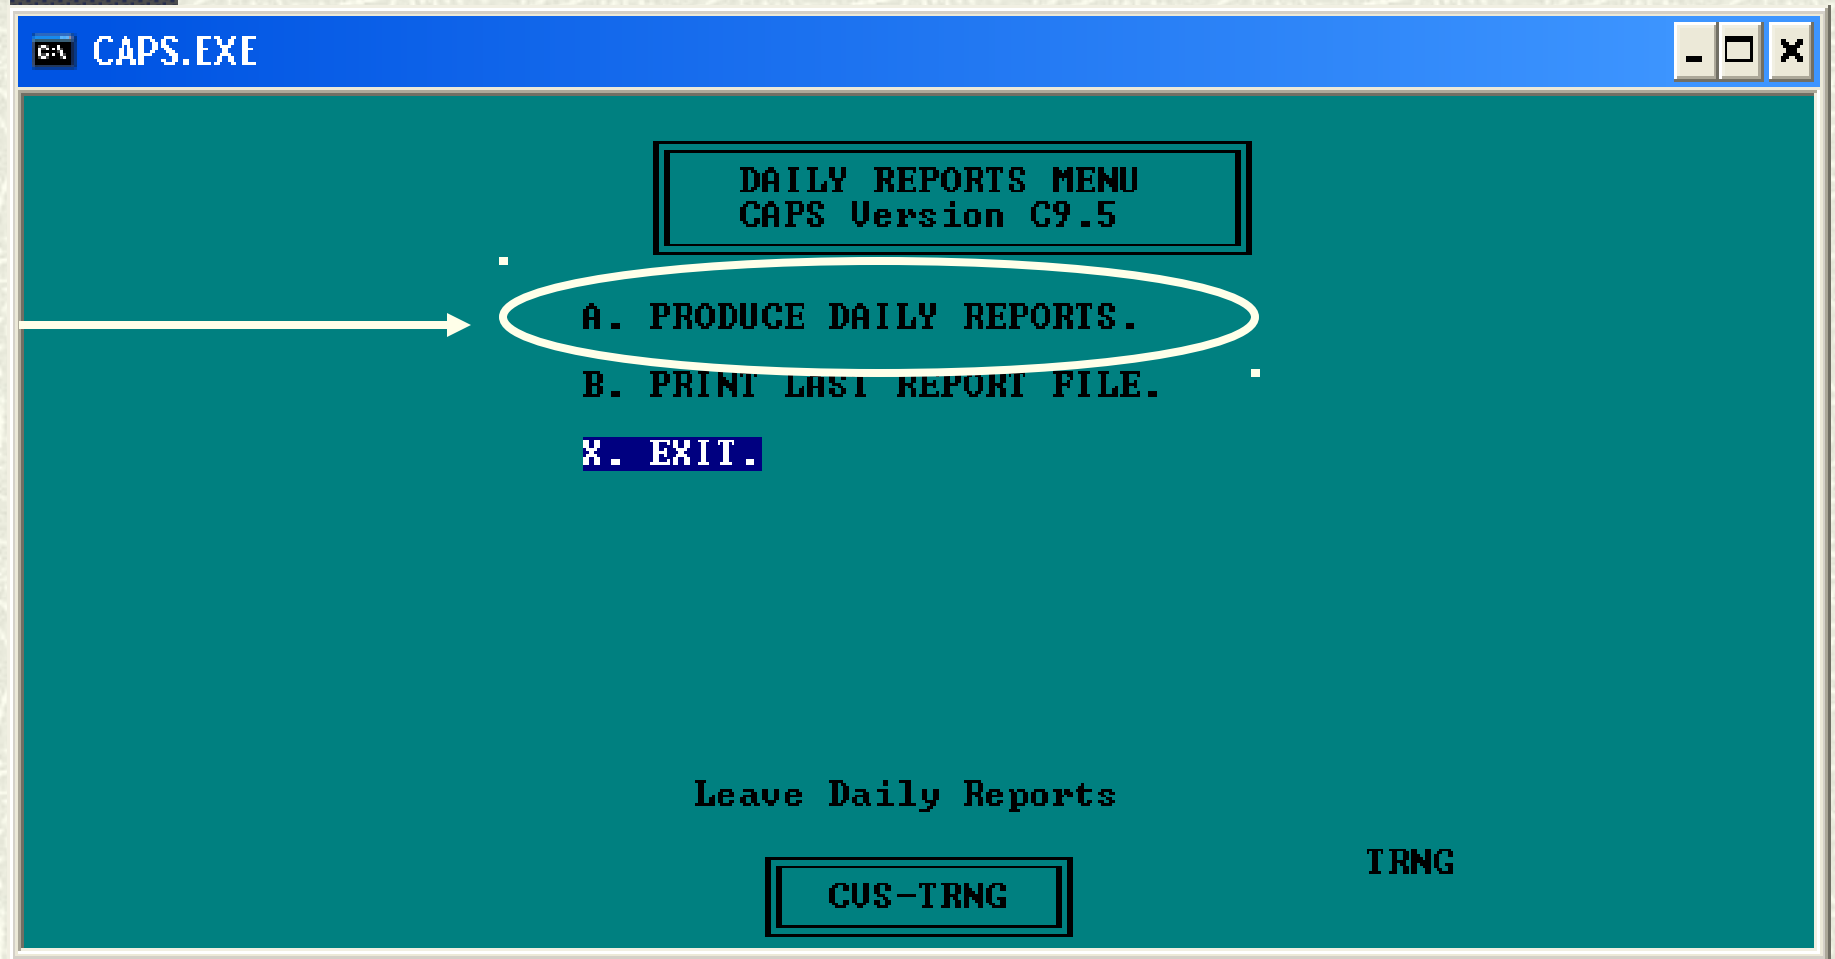 C:\ CAPS.EXE
DAILY REPORTS MENU
CAPS Version C9.5
A. PRODUCE DAILY REPORTS.
B. PRINT LAST REPORT FILE.
X. EXIT.
Leave Daily Reports
TRNG
CVS-TRNG